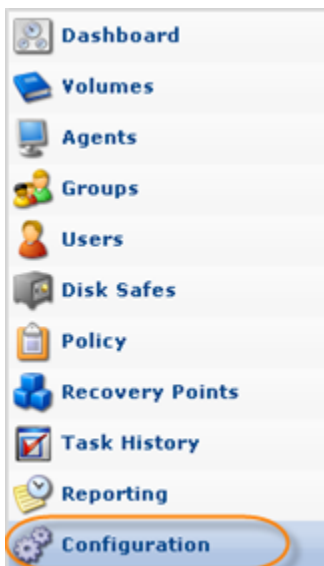 Dashboard
Volumes
Agents
Groups
Users
Disk Safes
Policy
Recovery Points
Task History
Reporting
Configuration